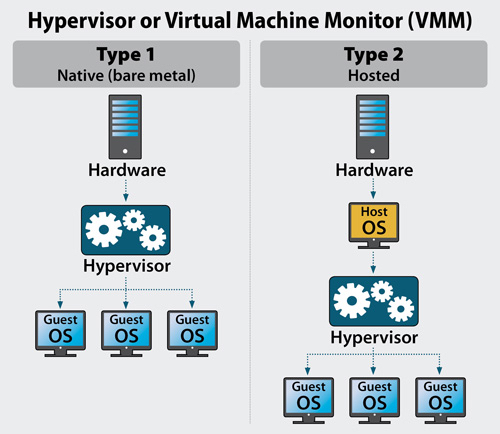 Hypervisor or Virtual Machine Monitor (VMM)
Type 1
Native (bare metal)
Hardware
Hypervisor
Guest
OS
Guest
OS
Guest
OS
Type 2
Hosted
Hardware
Host
OS
Hypervisor
Guest
OS
Guest
OS
Guest
OS